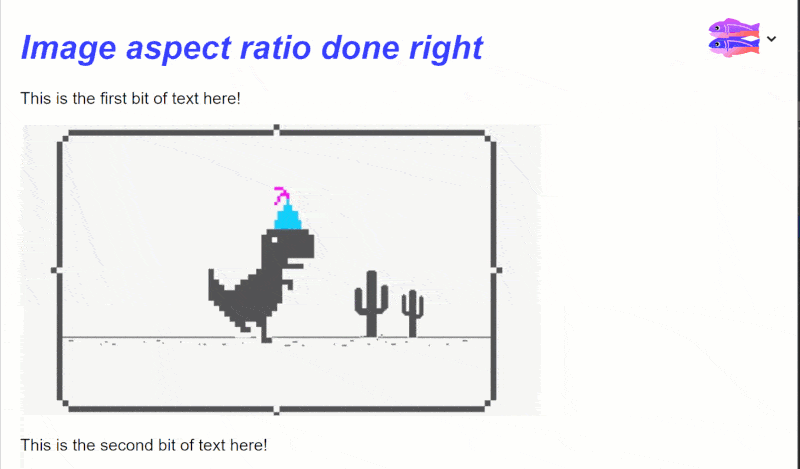 Image aspect ratio done right
This is the first bit of text here!
This is the second bit of text here!